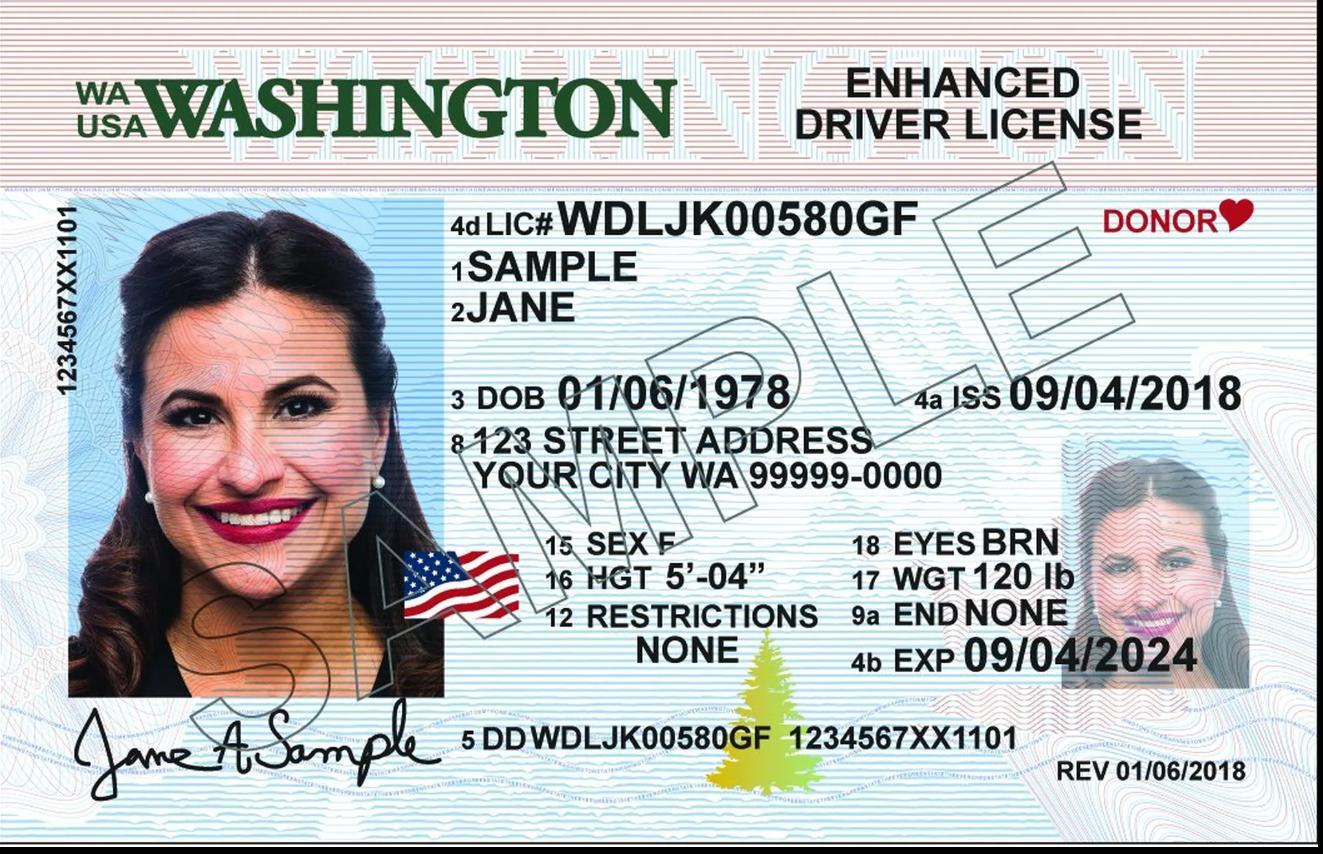 WA
USA
WASHINGTON
ENHANCED
DRIVER LICENSE
1234567XX1101
4d LIC# WDLJK00580GF
DONOR
1 SAMPLE
2 JANE
3 DOB 01/06/1978
4a ISS 09/04/2018
8 123 STREET ADDRESS
YOUR CITY WA 99999-0000
15 SEX F
18 EYES BRN
16 HGT 5'-04"
17 WGT 120 lb
12 RESTRICTIONS
NONE
9a END NONE
4b EXP 09/04/2024
Jane A Sample
5 DD WDLJK00580GF 1234567XX1101
REV 01/06/2018
SAMPLE
WASHINGTON